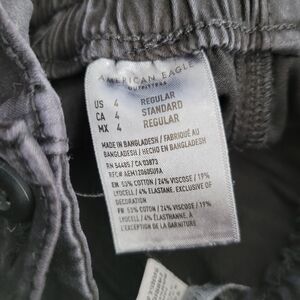 AMERICAN EAGLE
OUTFITTERS
US 4 REGULAR
CA 4 STANDARD
MX 4 REGULAR
MADE IN BANGLADESH / FABRIQUÉ AU
BANGLADESH / HECHO EN BANGLADESH
RN 54485 / CA 03873
REC# AEM12060509A
EN: 53% COTTON / 24% VISCOSE / 19%
LYOCELL / 4% ELASTANE. EXCLUSIVE OF
DECORATION
FR: 53% COTON / 24% VISCOSE / 19%
LYOCELL / 4% ÉLASTHANNE. À
L'EXCEPTION DE LA GARNITURE